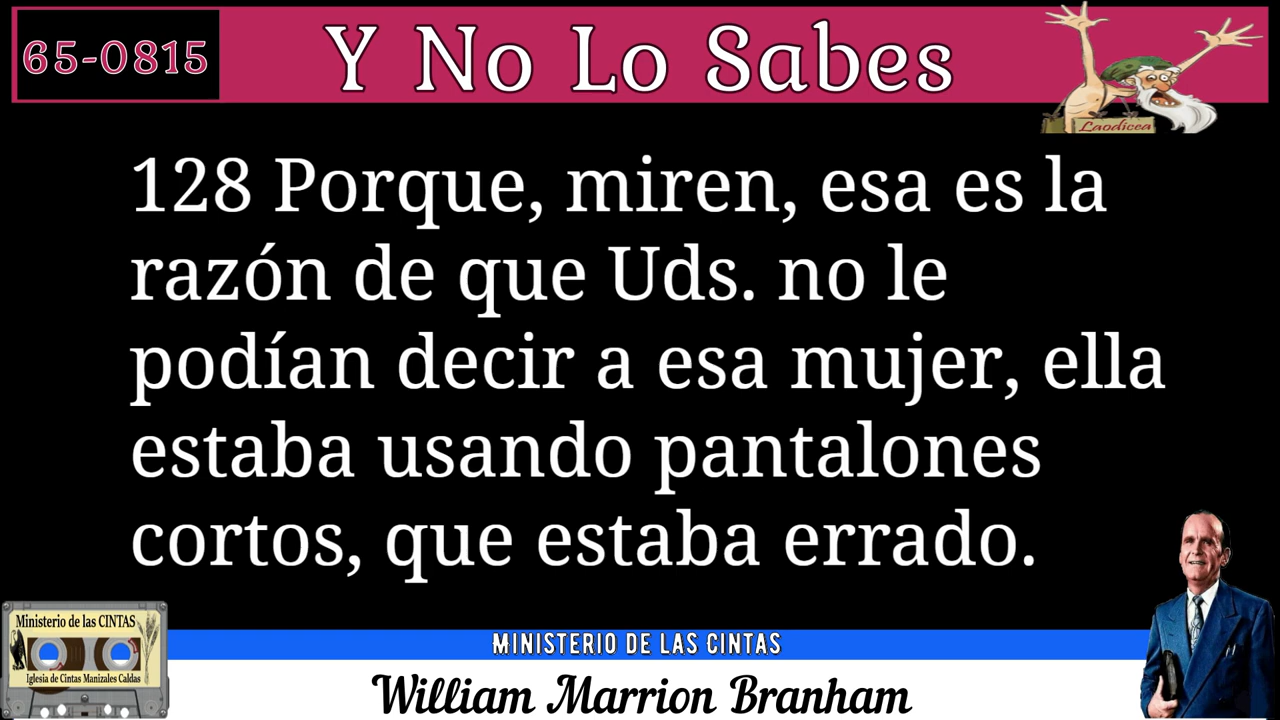 65-0815
Y No Lo Sabes
Laodicea
128 Porque, miren, esa es la
razón de que Uds. no le
podían decir a esa mujer, ella
estaba usando pantalones
cortos, que estaba errado.
Ministerio de las CINTAS
Iglesia de Cintas Manizales Caldas
MINISTERIO DE LAS CINTAS
William Marrion Branham